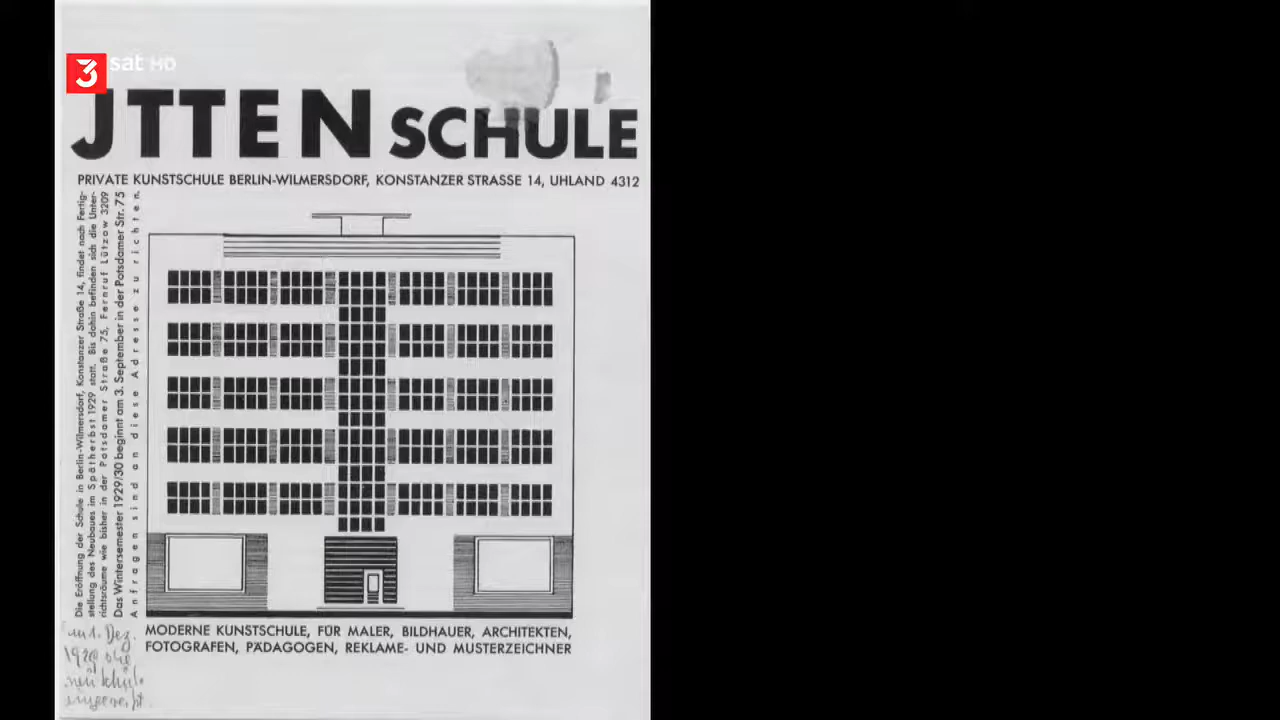 3sat HD
JTTEN SCHULE
PRIVATE KUNSTSCHULE BERLIN-WILMERSDORF, KONSTANZER STRASSE 14, UHLAND 4312
Die Eröffnung der Schule in Berlin-Wilmersdorf, Konstanzer Straße 14, findet nach Fertig-
stellung des Neubaues im Spätherbst 1929 statt. Bis dahin befinden sich die Unter-
richtsräume wie bisher in der Potsdamer Straße 75, Fernruf Lützow 3209
Das Wintersemester 1929/30 beginnt am 3. September in der Potsdamer Str. 75
Anfragen sind an diese Adresse zu richten.
MODERNE KUNSTSCHULE, FÜR MALER, BILDHAUER, ARCHITEKTEN,
FOTOGRAFEN, PÄDAGOGEN, REKLAME- UND MUSTERZEICHNER
1. Dez.